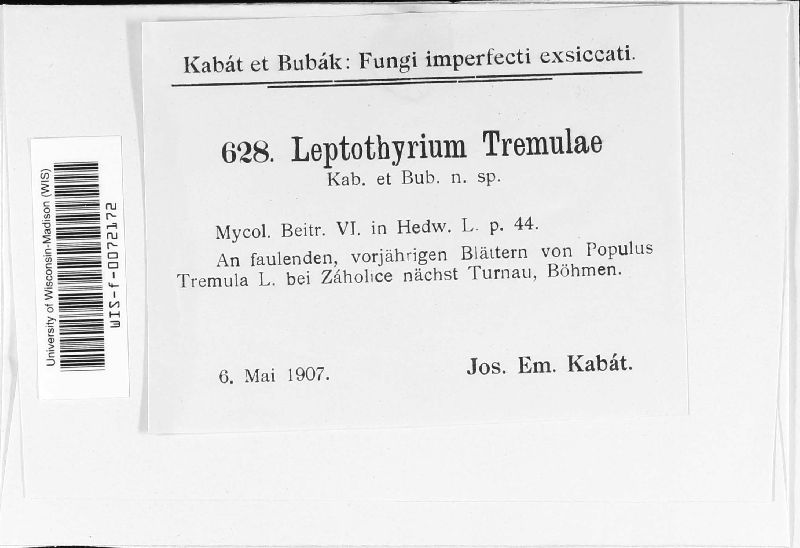 Kabát et Bubák: Fungi imperfecti exsiccati.
628. Leptothyrium Tremulae
Kab. et Bub. n. sp.
Mycol. Beitr. VI. in Hedw. L. p. 44.
An faulenden, vorjährigen Blättern von Populus
Tremula L. bei Záholice nächst Turnau, Böhmen.
6. Mai 1907.
Jos. Em. Kabát.
University of Wisconsin-Madison (WIS)
WIS-f-0072172